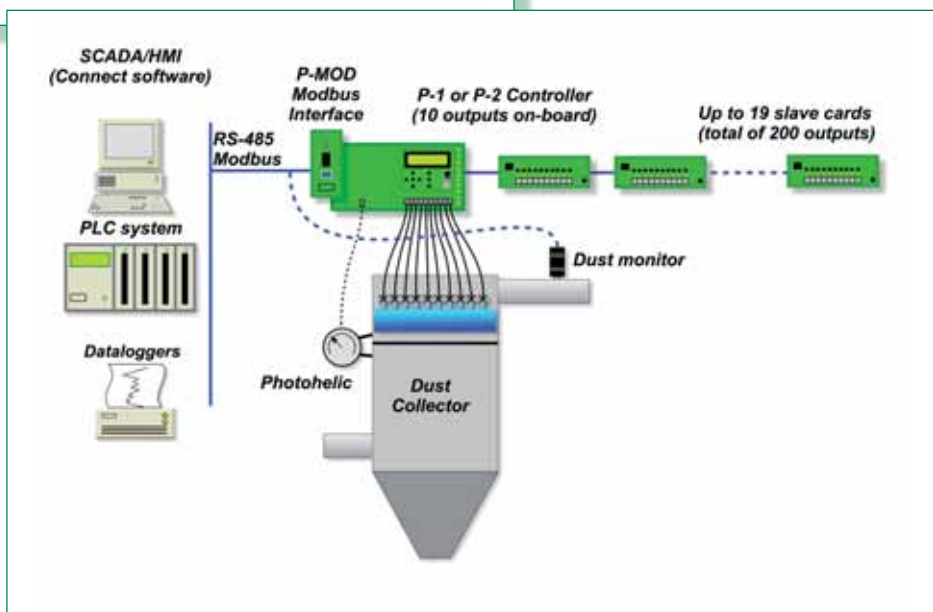 SCADA/HMI
(Connect software)
P-MOD
Modbus
Interface
P-1 or P-2 Controller
(10 outputs on-board)
Up to 19 slave cards
(total of 200 outputs)
RS-485
Modbus
PLC system
Dust monitor
Dataloggers
Photohelic
Dust
Collector